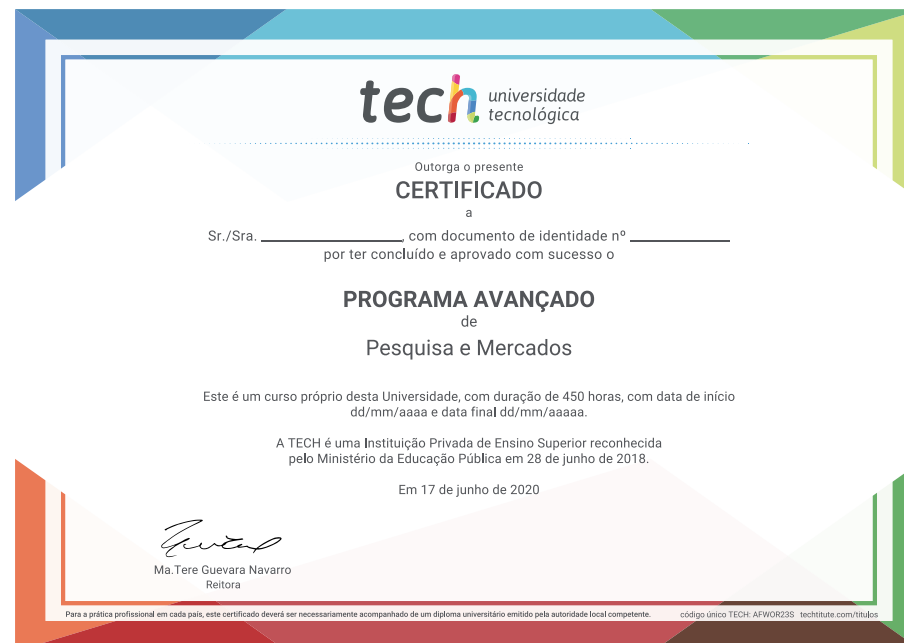 tech universidade
tecnológica
Outorga o presente
CERTIFICADO
a
Sr./Sra. ____________, com documento de identidade nº ____________
por ter concluído e aprovado com sucesso o
PROGRAMA AVANÇADO
de
Pesquisa e Mercados
Este é um curso próprio desta Universidade, com duração de 450 horas, com data de início
dd/mm/aaaa e data final dd/mm/aaaaa.
A TECH é uma Instituição Privada de Ensino Superior reconhecida
pelo Ministério da Educação Pública em 28 de junho de 2018.
Em 17 de junho de 2020
Ma.Tere Guevara Navarro
Reitora
Para a prática profissional em cada país, este certificado deverá ser necessariamente acompanhado de um diploma universitário emitido pela autoridade local competente. código único TECH: AFWOR23S techtitute.com/titulos